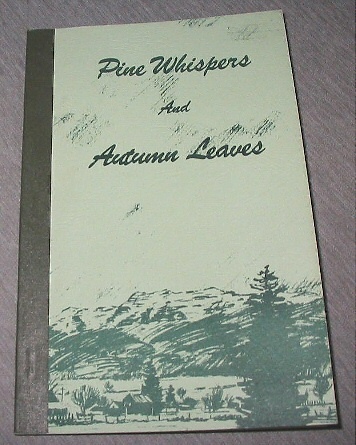 Pine Whispers
And
Autumn Leaves